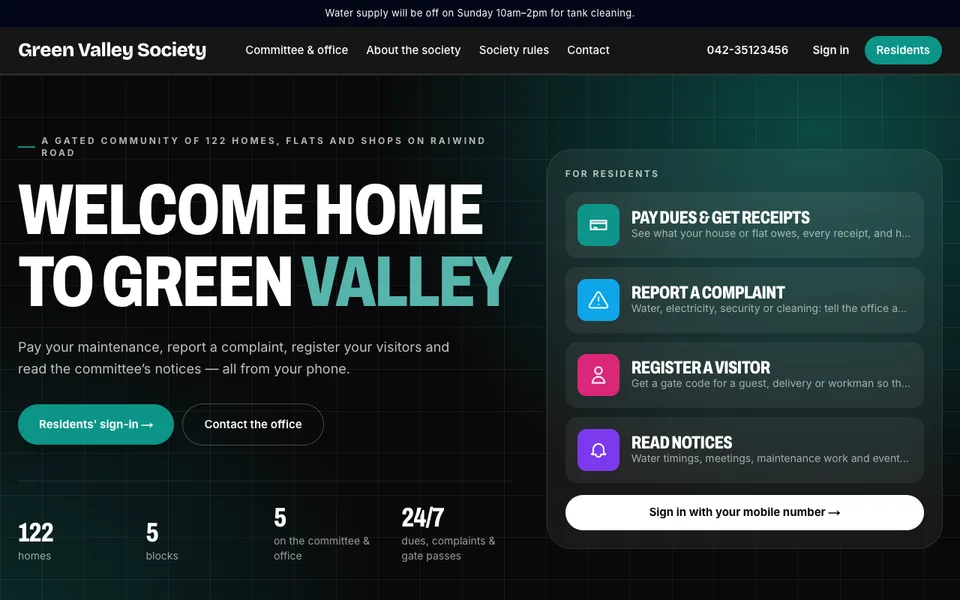 Water supply will be off on Sunday 10am–2pm for tank cleaning.
Green Valley Society
Committee & office
About the society
Society rules
Contact
042-35123456
Sign in
Residents
A GATED COMMUNITY OF 122 HOMES, FLATS AND SHOPS ON RAIWIND
ROAD
WELCOME HOME
TO GREEN VALLEY
Pay your maintenance, report a complaint, register your visitors and
read the committee’s notices — all from your phone.
Residents' sign-in →
Contact the office
122
homes
5
blocks
5
on the committee &
office
24/7
dues, complaints &
gate passes
FOR RESIDENTS
PAY DUES & GET RECEIPTS
See what your house or flat owes, every receipt, and h...
REPORT A COMPLAINT
Water, electricity, security or cleaning: tell the office a...
REGISTER A VISITOR
Get a gate code for a guest, delivery or workman so th...
READ NOTICES
Water timings, meetings, maintenance work and event...
Sign in with your mobile number →